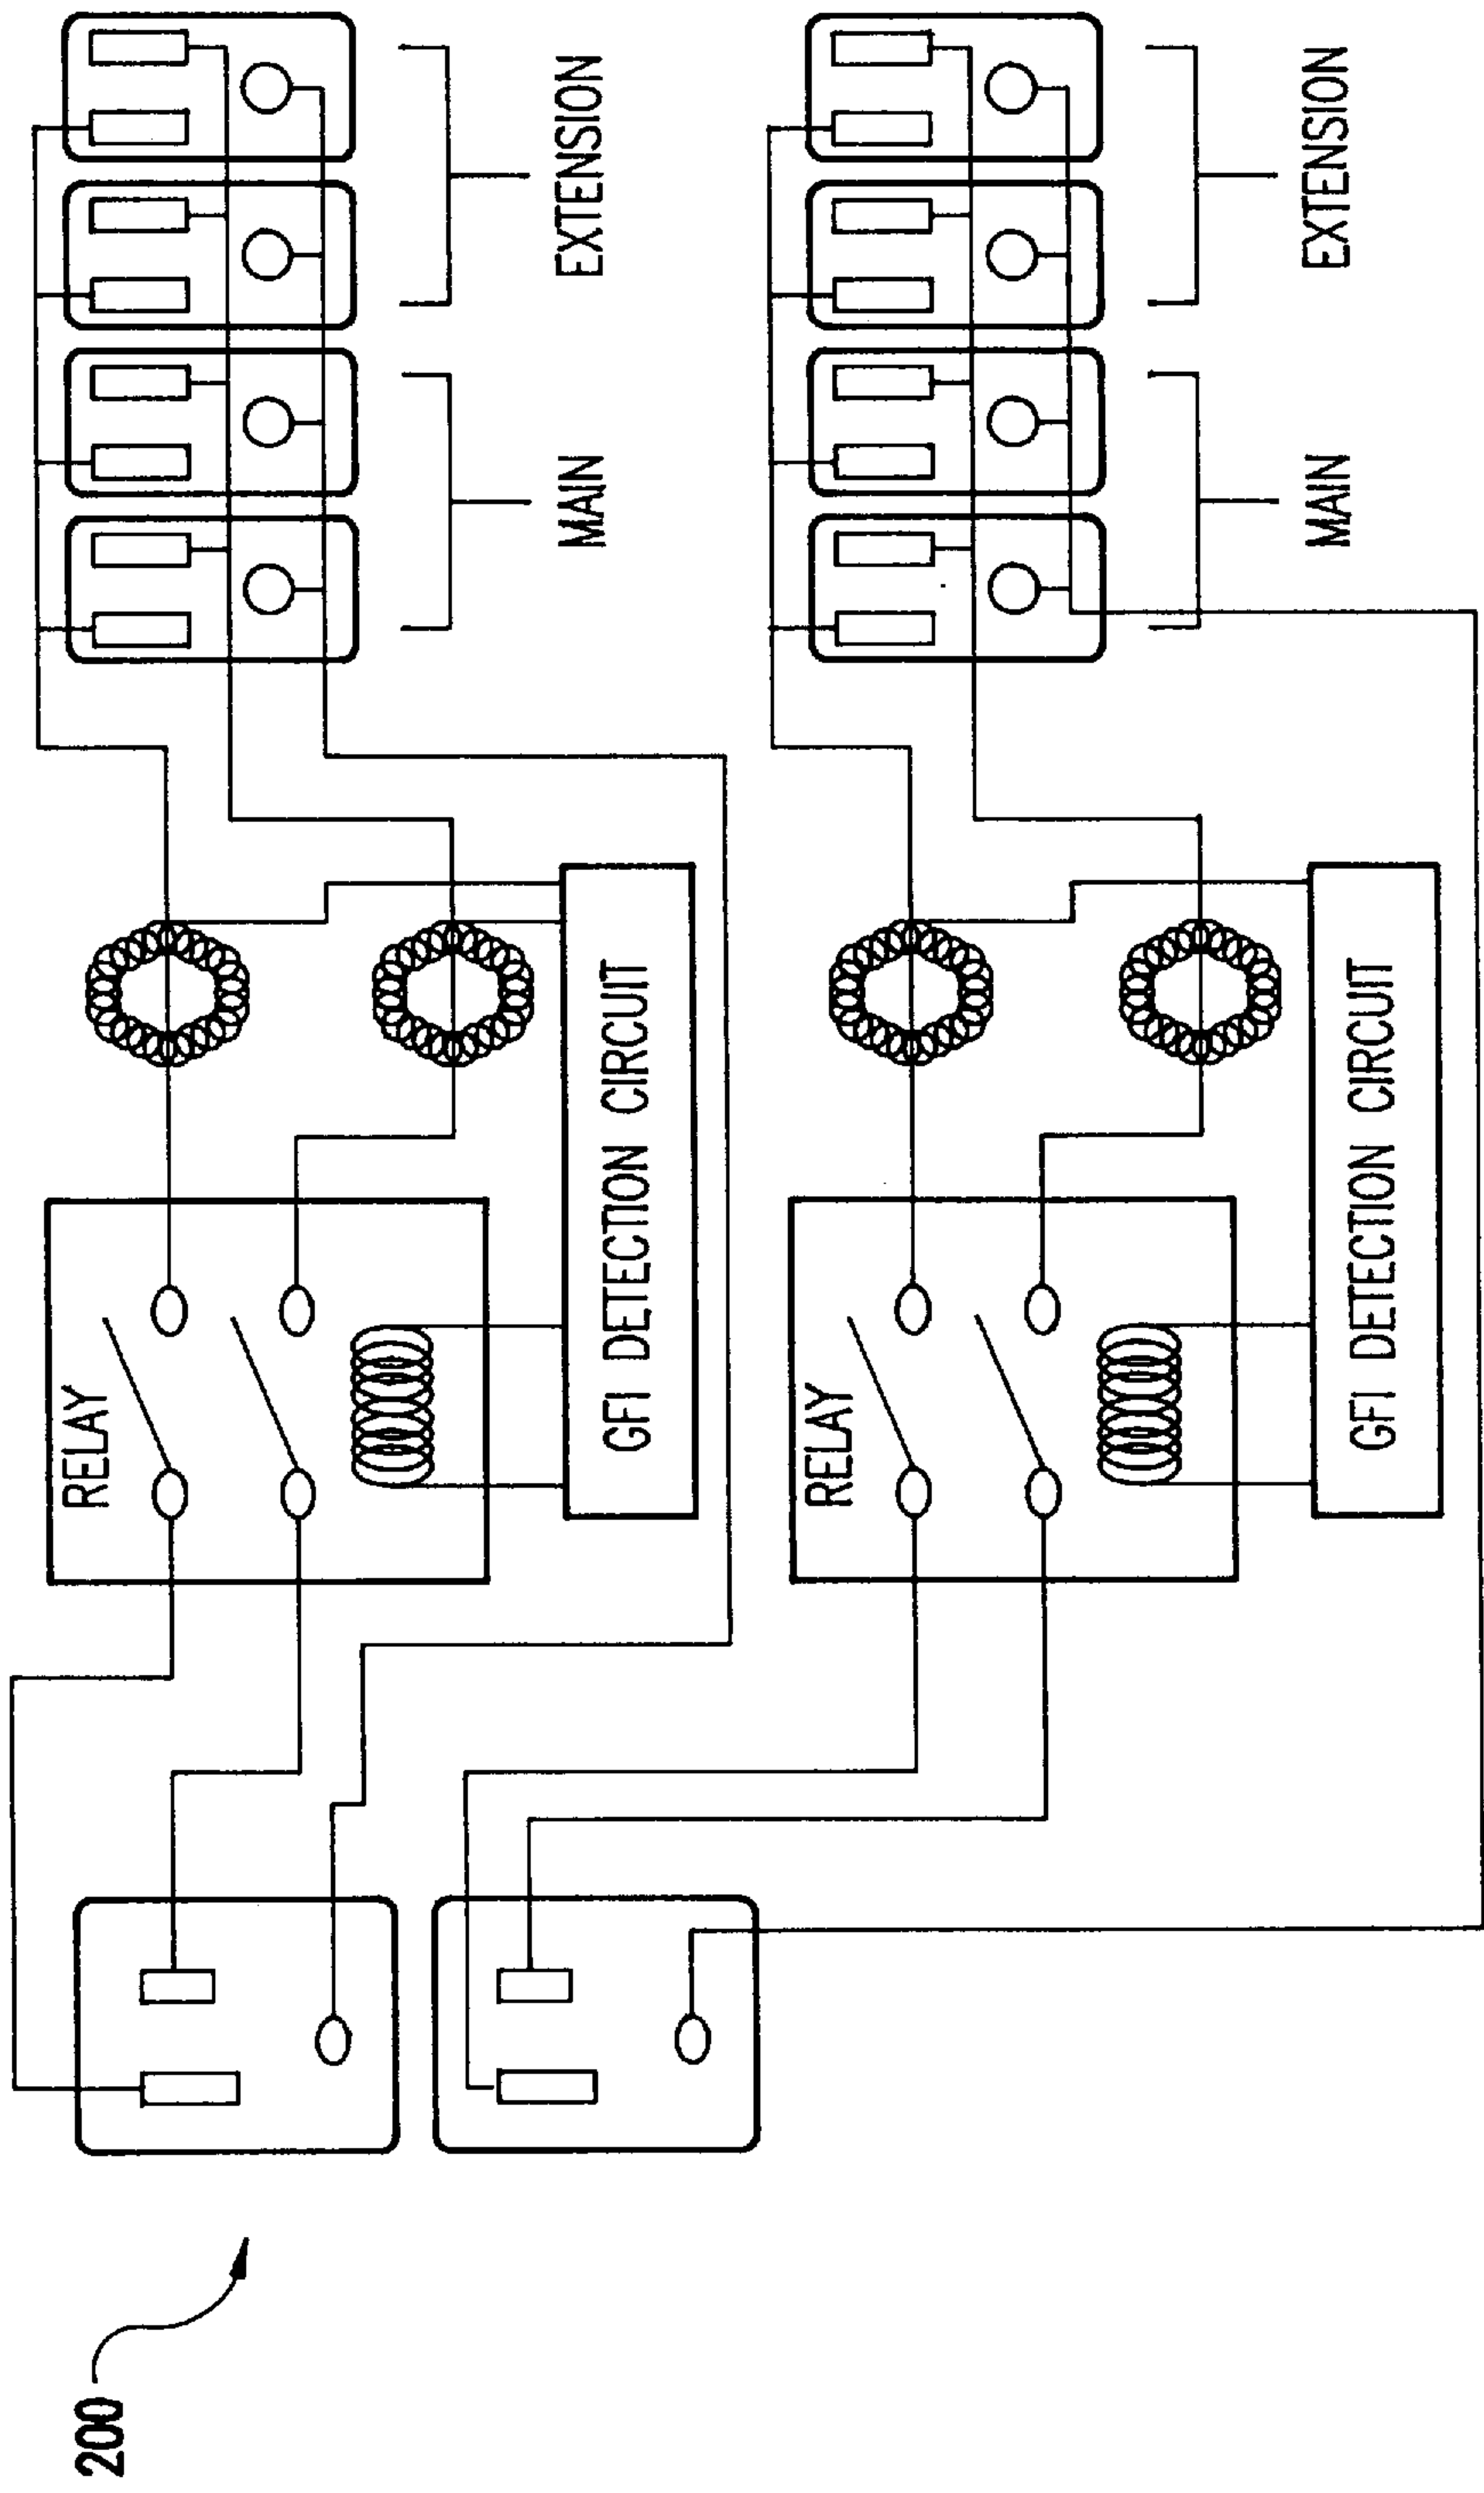 200
RELAY
GFI DETECTION CIRCUIT
MAIN
EXTENSION
RELAY
GFI DETECTION CIRCUIT
MAIN
EXTENSION